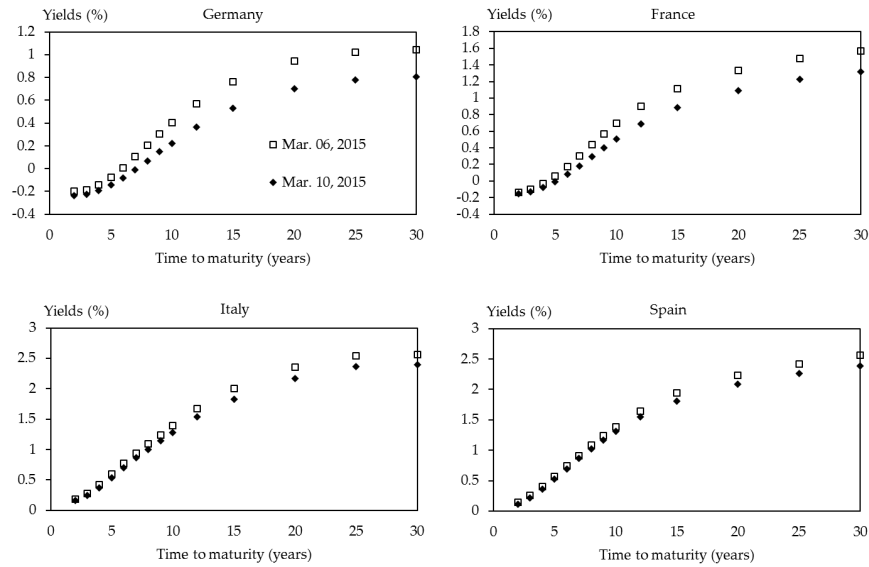 Yields (%) Germany
1.2
1
0.8
0.6
0.4
0.2
0
-0.2
-0.4
0 5 10 15 20 25 30
Time to maturity (years)
Mar. 06, 2015
Mar. 10, 2015
Yields (%) France
1.8
1.6
1.4
1.2
1
0.8
0.6
0.4
0.2
0
-0.2
-0.4
0 5 10 15 20 25 30
Time to maturity (years)
Yields (%) Italy
3
2.5
2
1.5
1
0.5
0
0 5 10 15 20 25 30
Time to maturity (years)
Yields (%) Spain
3
2.5
2
1.5
1
0.5
0
0 5 10 15 20 25 30
Time to maturity (years)